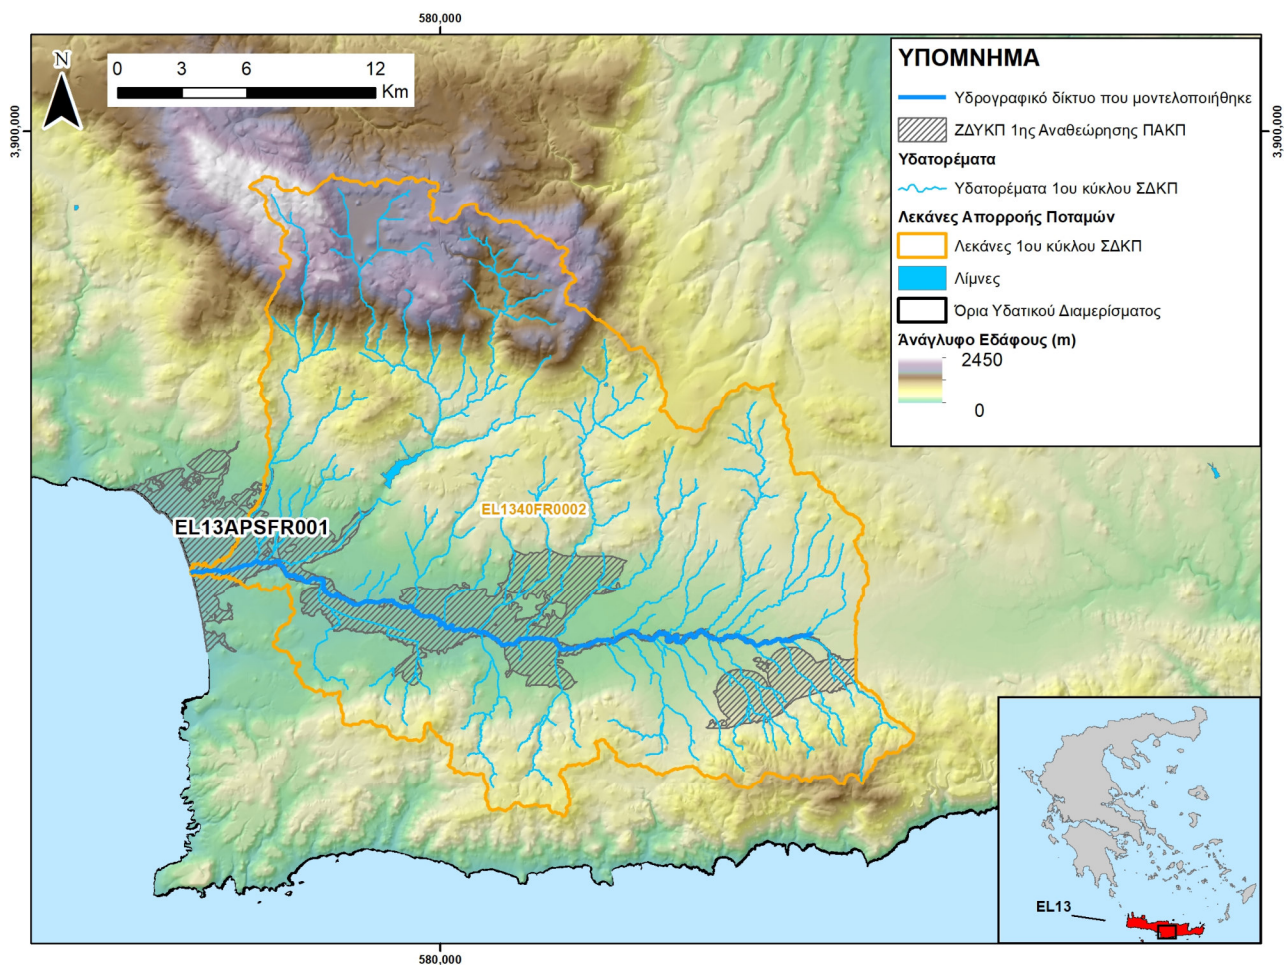 580,000
N
0 3 6 12
Km
3,900,000
3,900,000
ΥΠΟΜΝΗΜΑ
Υδρογραφικό δίκτυο που μοντελοποιήθηκε
ΖΔΥΚΠ 1ης Αναθεώρησης ΠΑΚΠ
Υδατορέματα
Υδατορέματα 1ου κύκλου ΣΔΚΠ
Λεκάνες Απορροής Ποταμών
Λεκάνες 1ου κύκλου ΣΔΚΠ
Λίμνες
Όρια Υδατικού Διαμερίσματος
Άνάγλυφο Εδάφους (m)
2450
0
EL1340FR0002
EL13APSFR001
EL13
580,000